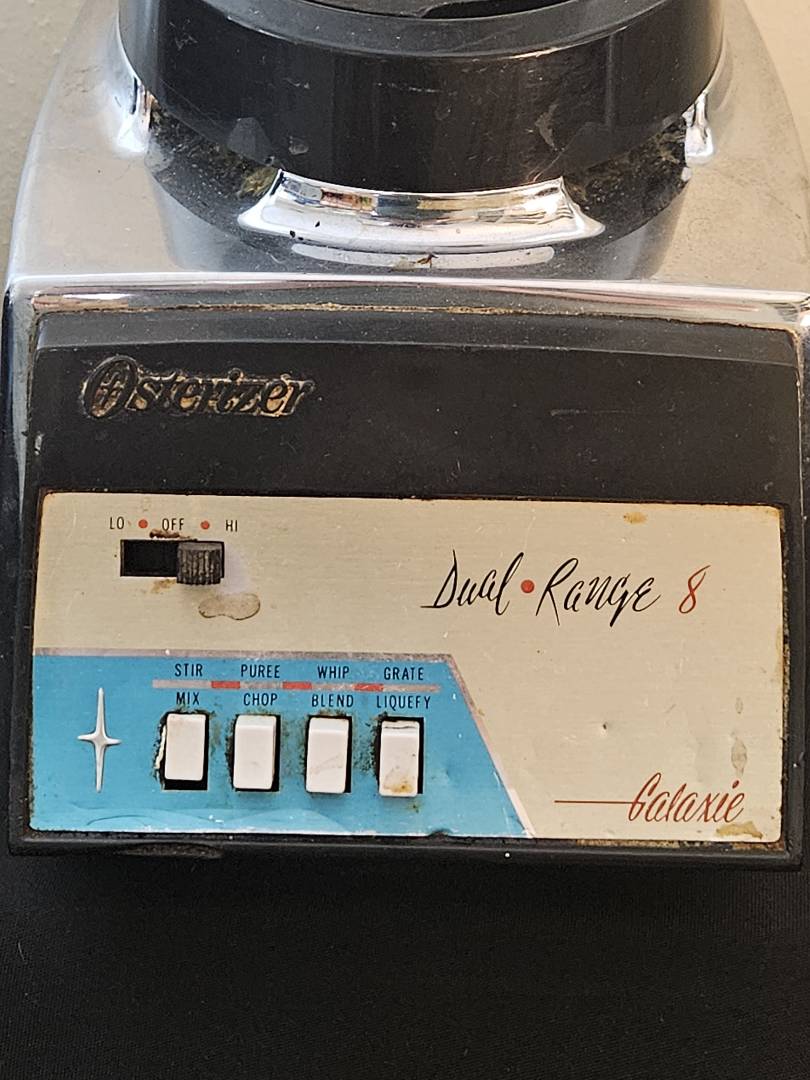 Osterizer
LO • OFF • HI
Dual • Range 8
STIR PUREE WHIP GRATE
MIX CHOP BLEND LIQUEFY
Galaxie